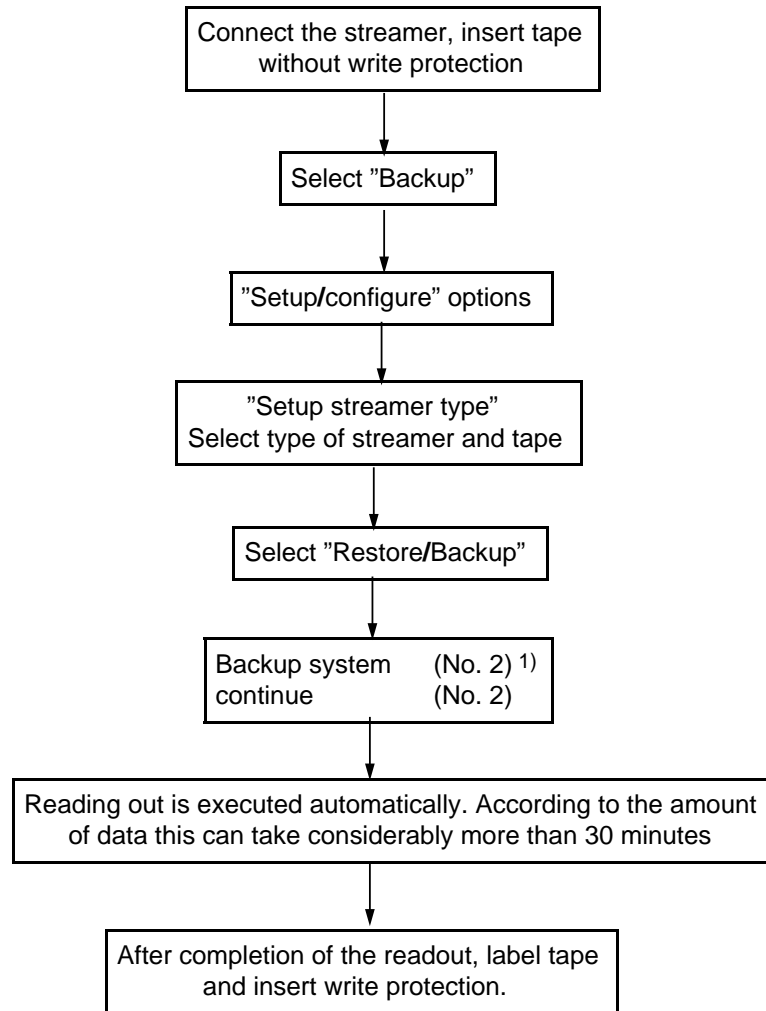 Connect the streamer, insert tape
without write protection
Select ”Backup”
”Setup/configure” options
”Setup streamer type”
Select type of streamer and tape
Select ”Restore/Backup”
Backup system (No. 2) 1)
continue (No. 2)
Reading out is executed automatically. According to the amount
of data this can take considerably more than 30 minutes
After completion of the readout, label tape
and insert write protection.